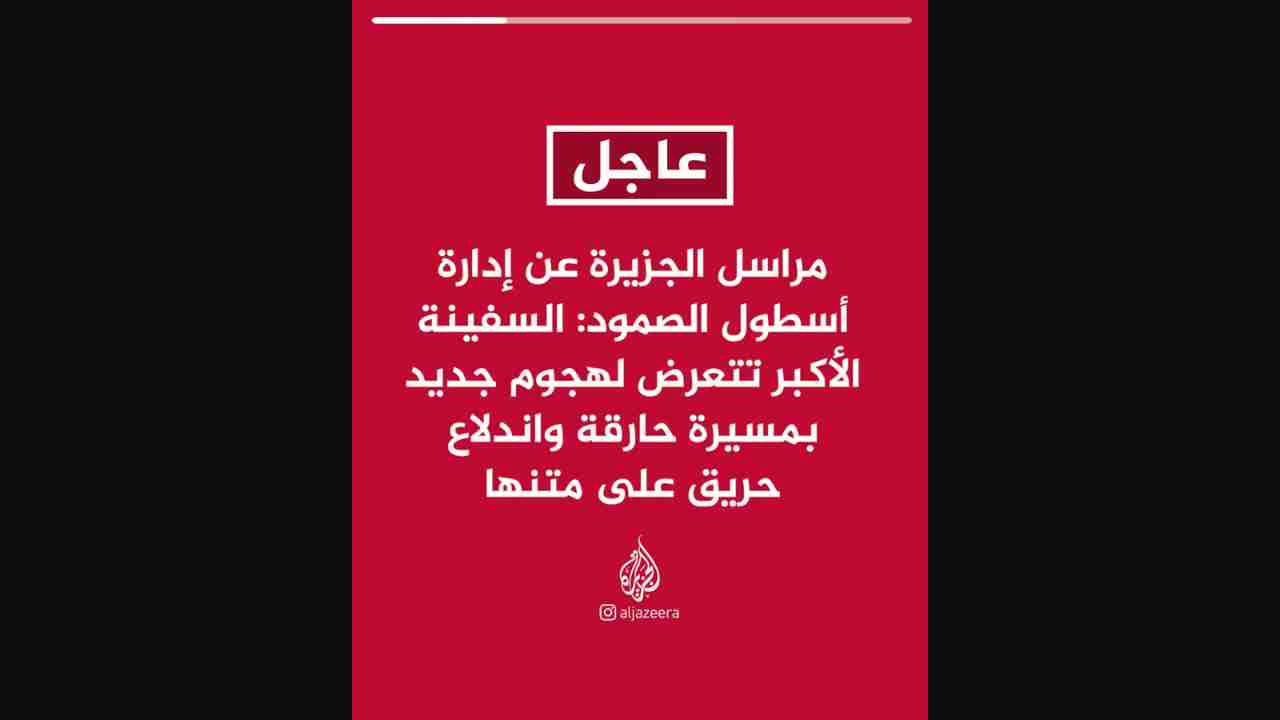 عاجل
مراسل الجزيرة عن إدارة
أسطول الصمود: السفينة
الأكبر تتعرض لهجوم جديد
بمسيرة حارقة واندلاع
حريق على متنها
الجزيرة
aljazeera